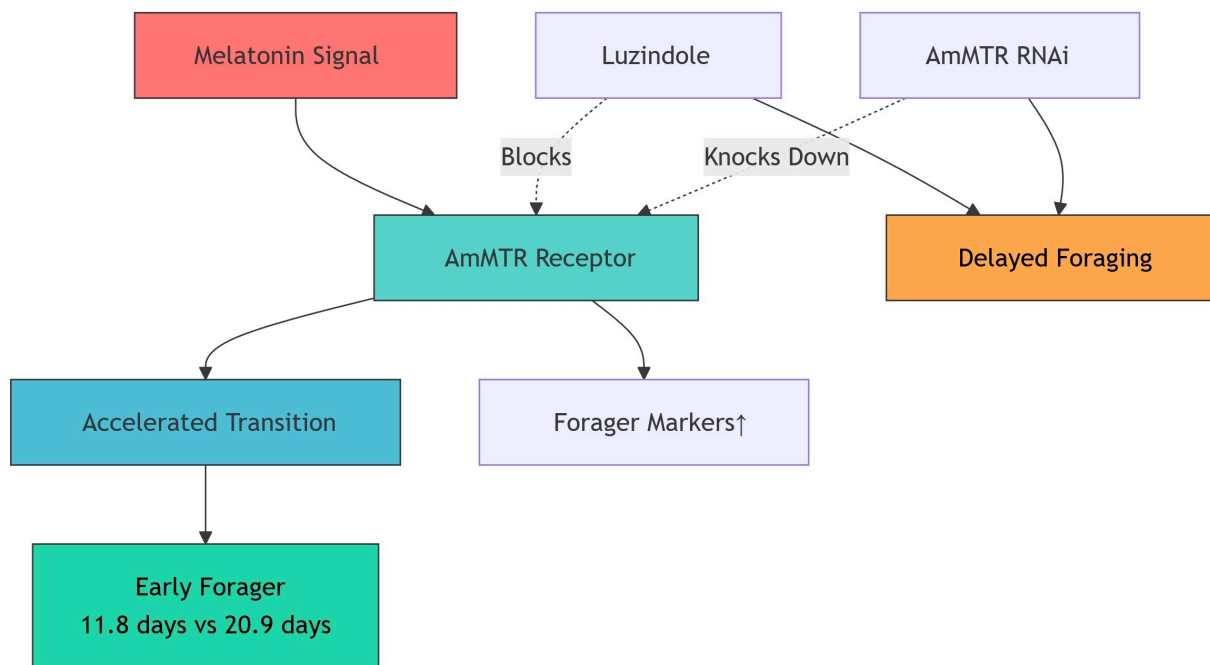 Melatonin Signal
Luzindole
AmMTR RNAi
Blocks
Knocks Down
AmMTR Receptor
Delayed Foraging
Accelerated Transition
Forager Markers↑
Early Forager
11.8 days vs 20.9 days